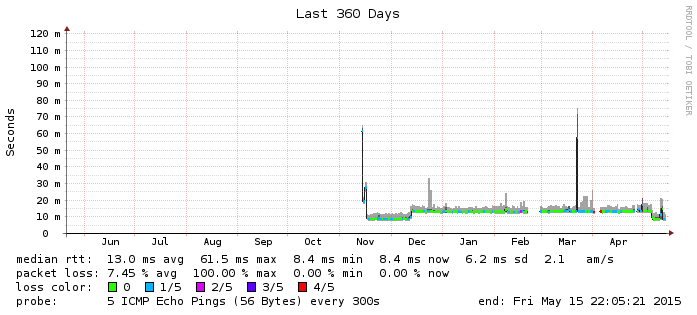 Last 360 Days
RRDTOOL / TOBI OETIKER
Seconds
120 m
110 m
100 m
90 m
80 m
70 m
60 m
50 m
40 m
30 m
20 m
10 m
0
Jun Jul Aug Sep Oct Nov Dec Jan Feb Mar Apr
median rtt: 13.0 ms avg 61.5 ms max 8.4 ms min 8.4 ms now 6.2 ms sd 2.1 am/s
packet loss: 7.45 % avg 100.00 % max 0.00 % min 0.00 % now
loss color: 0 1/5 2/5 3/5 4/5
probe: 5 ICMP Echo Pings (56 Bytes) every 300s end: Fri May 15 22:05:21 2015